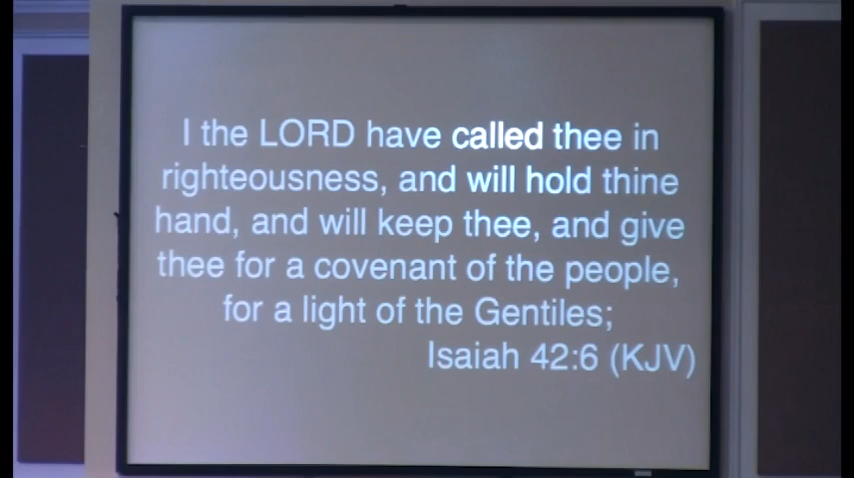 I the LORD have called thee in
righteousness, and will hold thine
hand, and will keep thee, and give
thee for a covenant of the people,
for a light of the Gentiles;
Isaiah 42:6 (KJV)